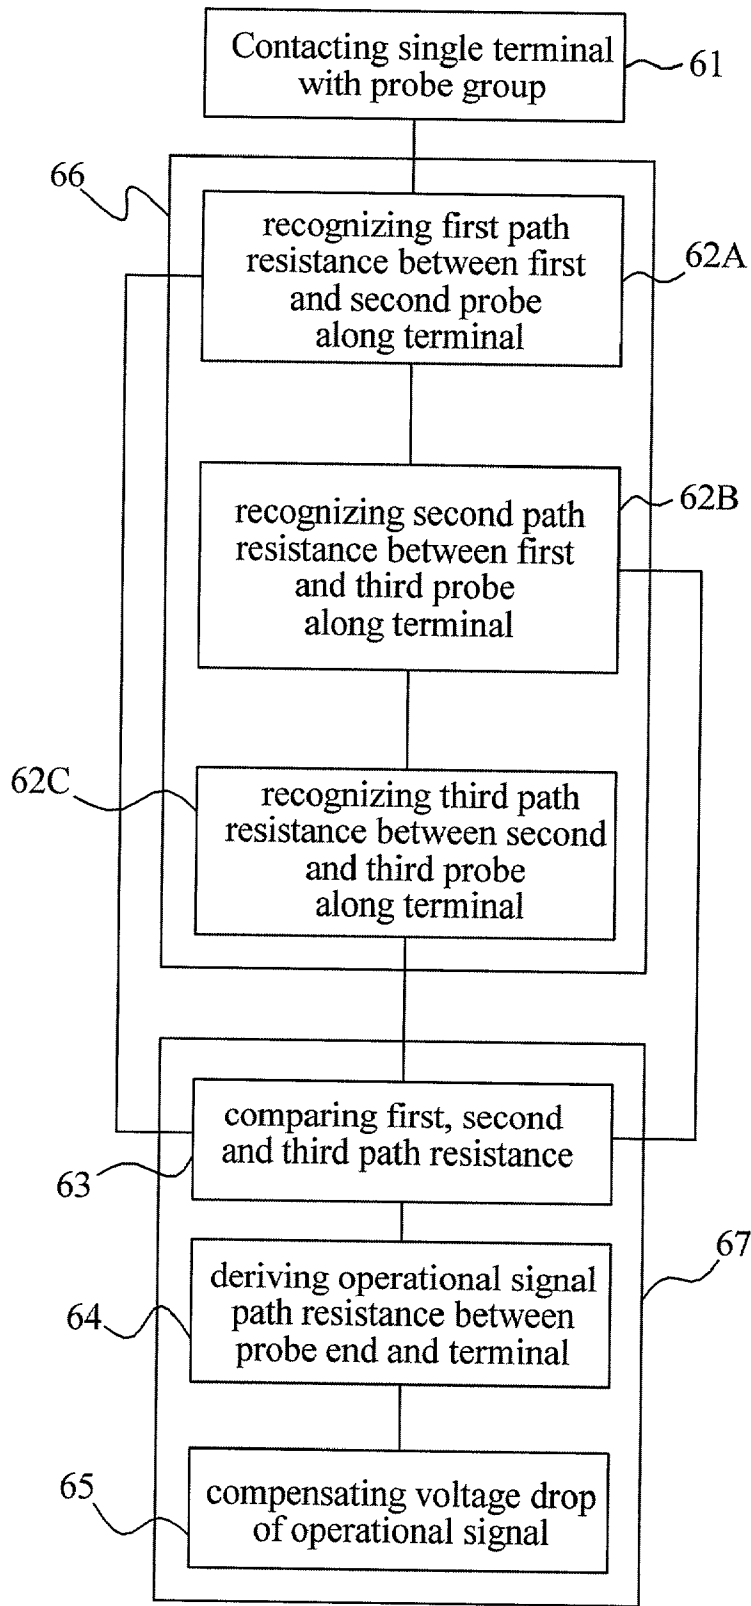 Contacting single terminal
with probe group
61
66
recognizing first path
resistance between first
and second probe
along terminal
62A
recognizing second path
resistance between first
and third probe
along terminal
62B
62C
recognizing third path
resistance between second
and third probe
along terminal
comparing first, second
and third path resistance
63
67
deriving operational signal
path resistance between
probe end and terminal
64
65
compensating voltage drop
of operational signal